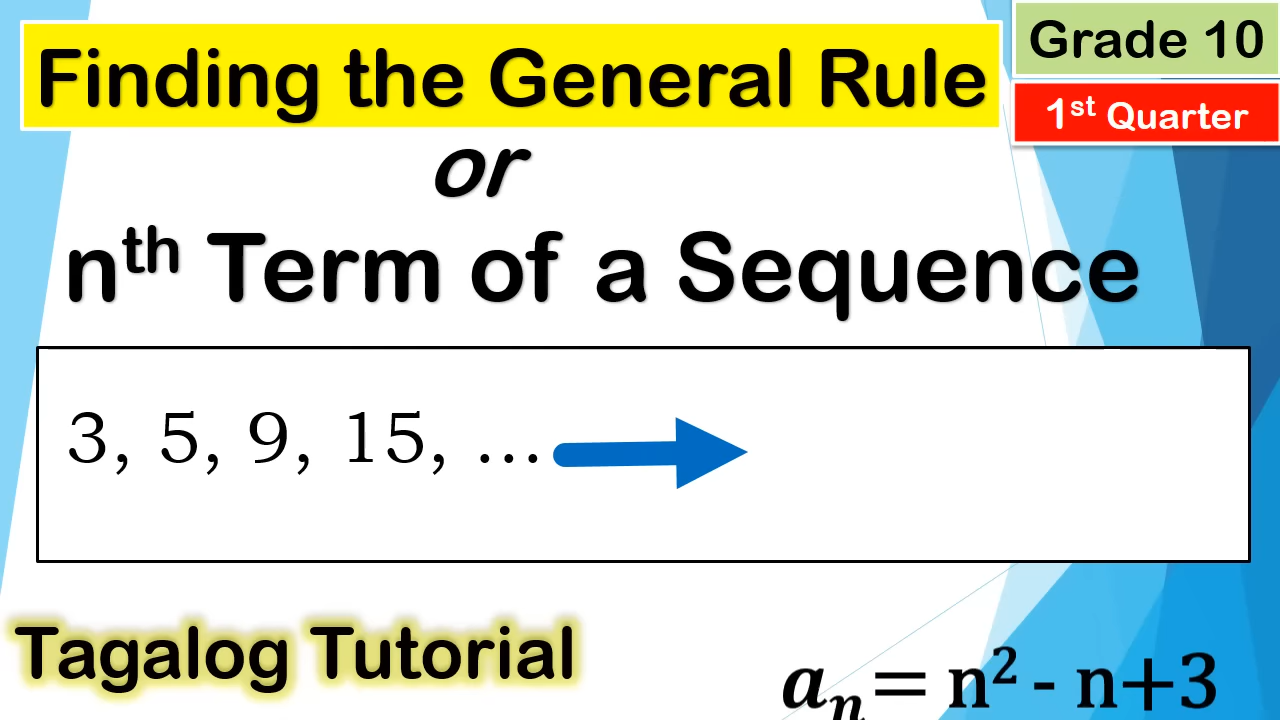 Finding the General Rule
Grade 10
1st Quarter
or
nth Term of a Sequence
3, 5, 9, 15, ...
Tagalog Tutorial
aₙ = n² - n+3